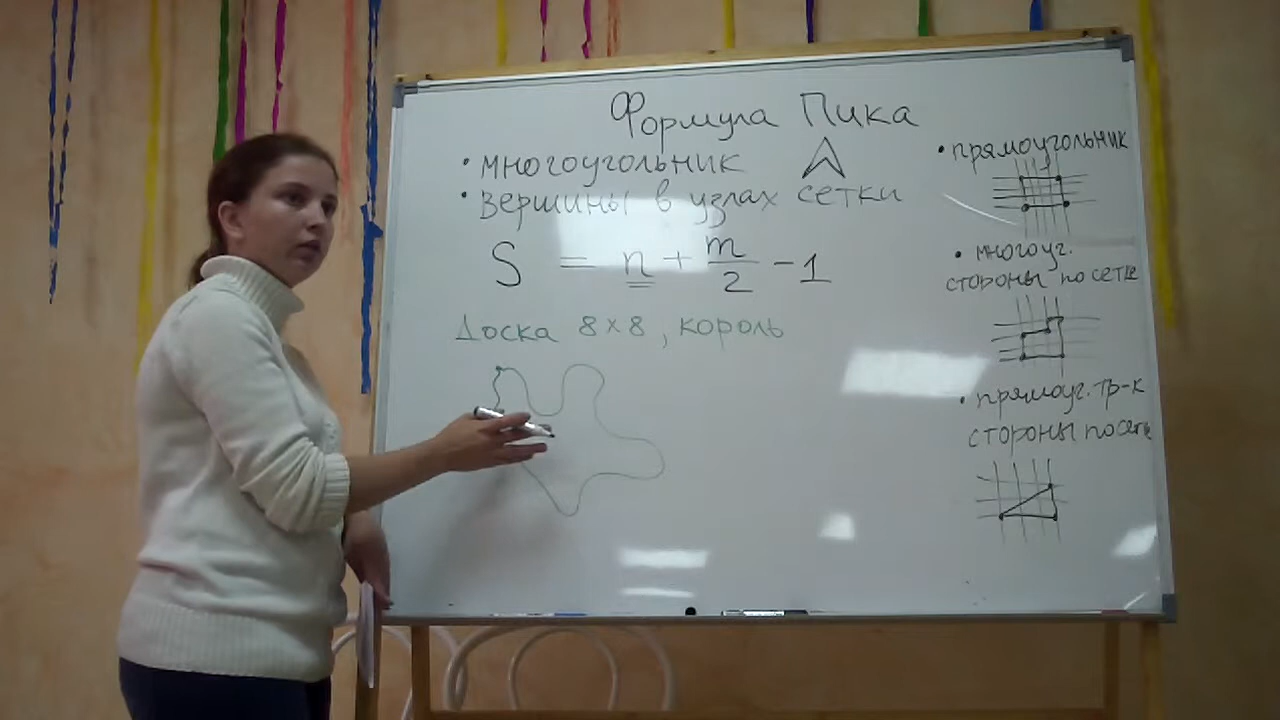 Формула Пика
• многоугольник
• вершины в узлах сетки
S = n + m/2 - 1
Доска 8×8, король
• прямоугольник
• многоуг.
стороны по сетке
• прямоуг. тр-к
стороны по сетке